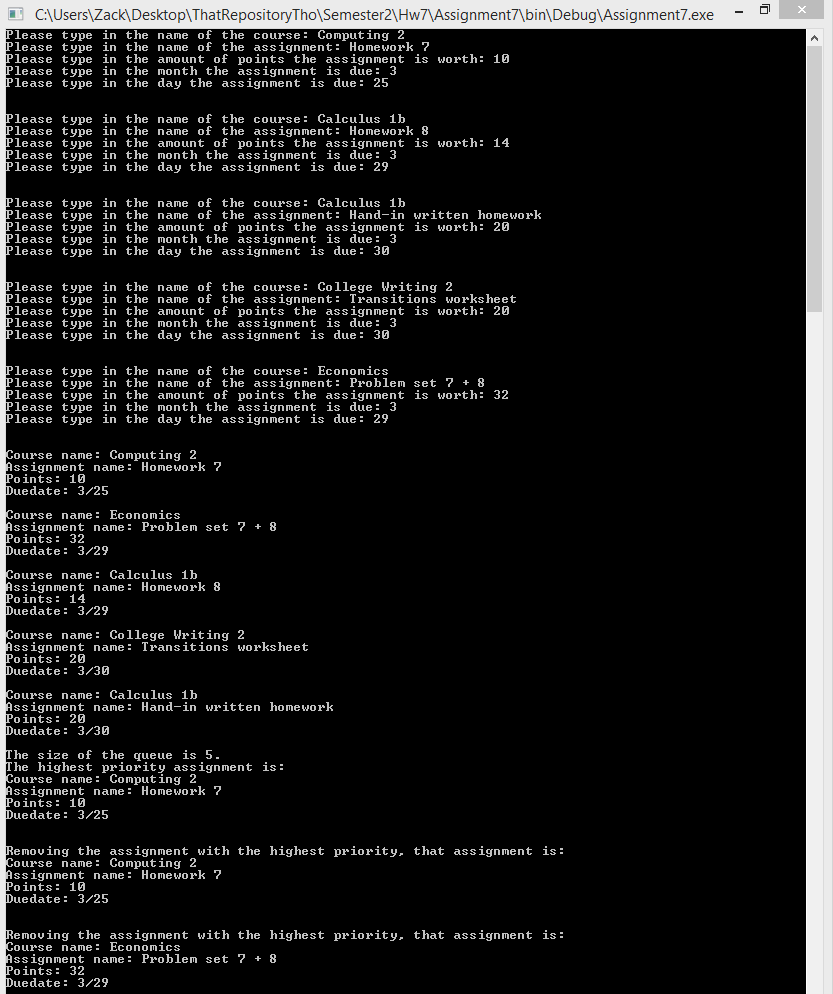 C:\Users\Zack\Desktop\ThatRepositoryTho\Semester2\Hw7\Assignment7\bin\Debug\Assignment7.exe
Please type in the name of the course: Computing 2
Please type in the name of the assignment: Homework 7
Please type in the amount of points the assignment is worth: 10
Please type in the month the assignment is due: 3
Please type in the day the assignment is due: 25
Please type in the name of the course: Calculus 1b
Please type in the name of the assignment: Homework 8
Please type in the amount of points the assignment is worth: 14
Please type in the month the assignment is due: 3
Please type in the day the assignment is due: 29
Please type in the name of the course: Calculus 1b
Please type in the name of the assignment: Hand-in written homework
Please type in the amount of points the assignment is worth: 20
Please type in the month the assignment is due: 3
Please type in the day the assignment is due: 30
Please type in the name of the course: College Writing 2
Please type in the name of the assignment: Transitions worksheet
Please type in the amount of points the assignment is worth: 20
Please type in the month the assignment is due: 3
Please type in the day the assignment is due: 30
Please type in the name of the course: Economics
Please type in the name of the assignment: Problem set 7 + 8
Please type in the amount of points the assignment is worth: 32
Please type in the month the assignment is due: 3
Please type in the day the assignment is due: 29
Course name: Computing 2
Assignment name: Homework 7
Points: 10
Duedate: 3/25
Course name: Economics
Assignment name: Problem set 7 + 8
Points: 32
Duedate: 3/29
Course name: Calculus 1b
Assignment name: Homework 8
Points: 14
Duedate: 3/29
Course name: College Writing 2
Assignment name: Transitions worksheet
Points: 20
Duedate: 3/30
Course name: Calculus 1b
Assignment name: Hand-in written homework
Points: 20
Duedate: 3/30
The size of the queue is 5.
The highest priority assignment is:
Course name: Computing 2
Assignment name: Homework 7
Points: 10
Duedate: 3/25
Removing the assignment with the highest priority, that assignment is:
Course name: Computing 2
Assignment name: Homework 7
Points: 10
Duedate: 3/25
Removing the assignment with the highest priority, that assignment is:
Course name: Economics
Assignment name: Problem set 7 + 8
Points: 32
Duedate: 3/29